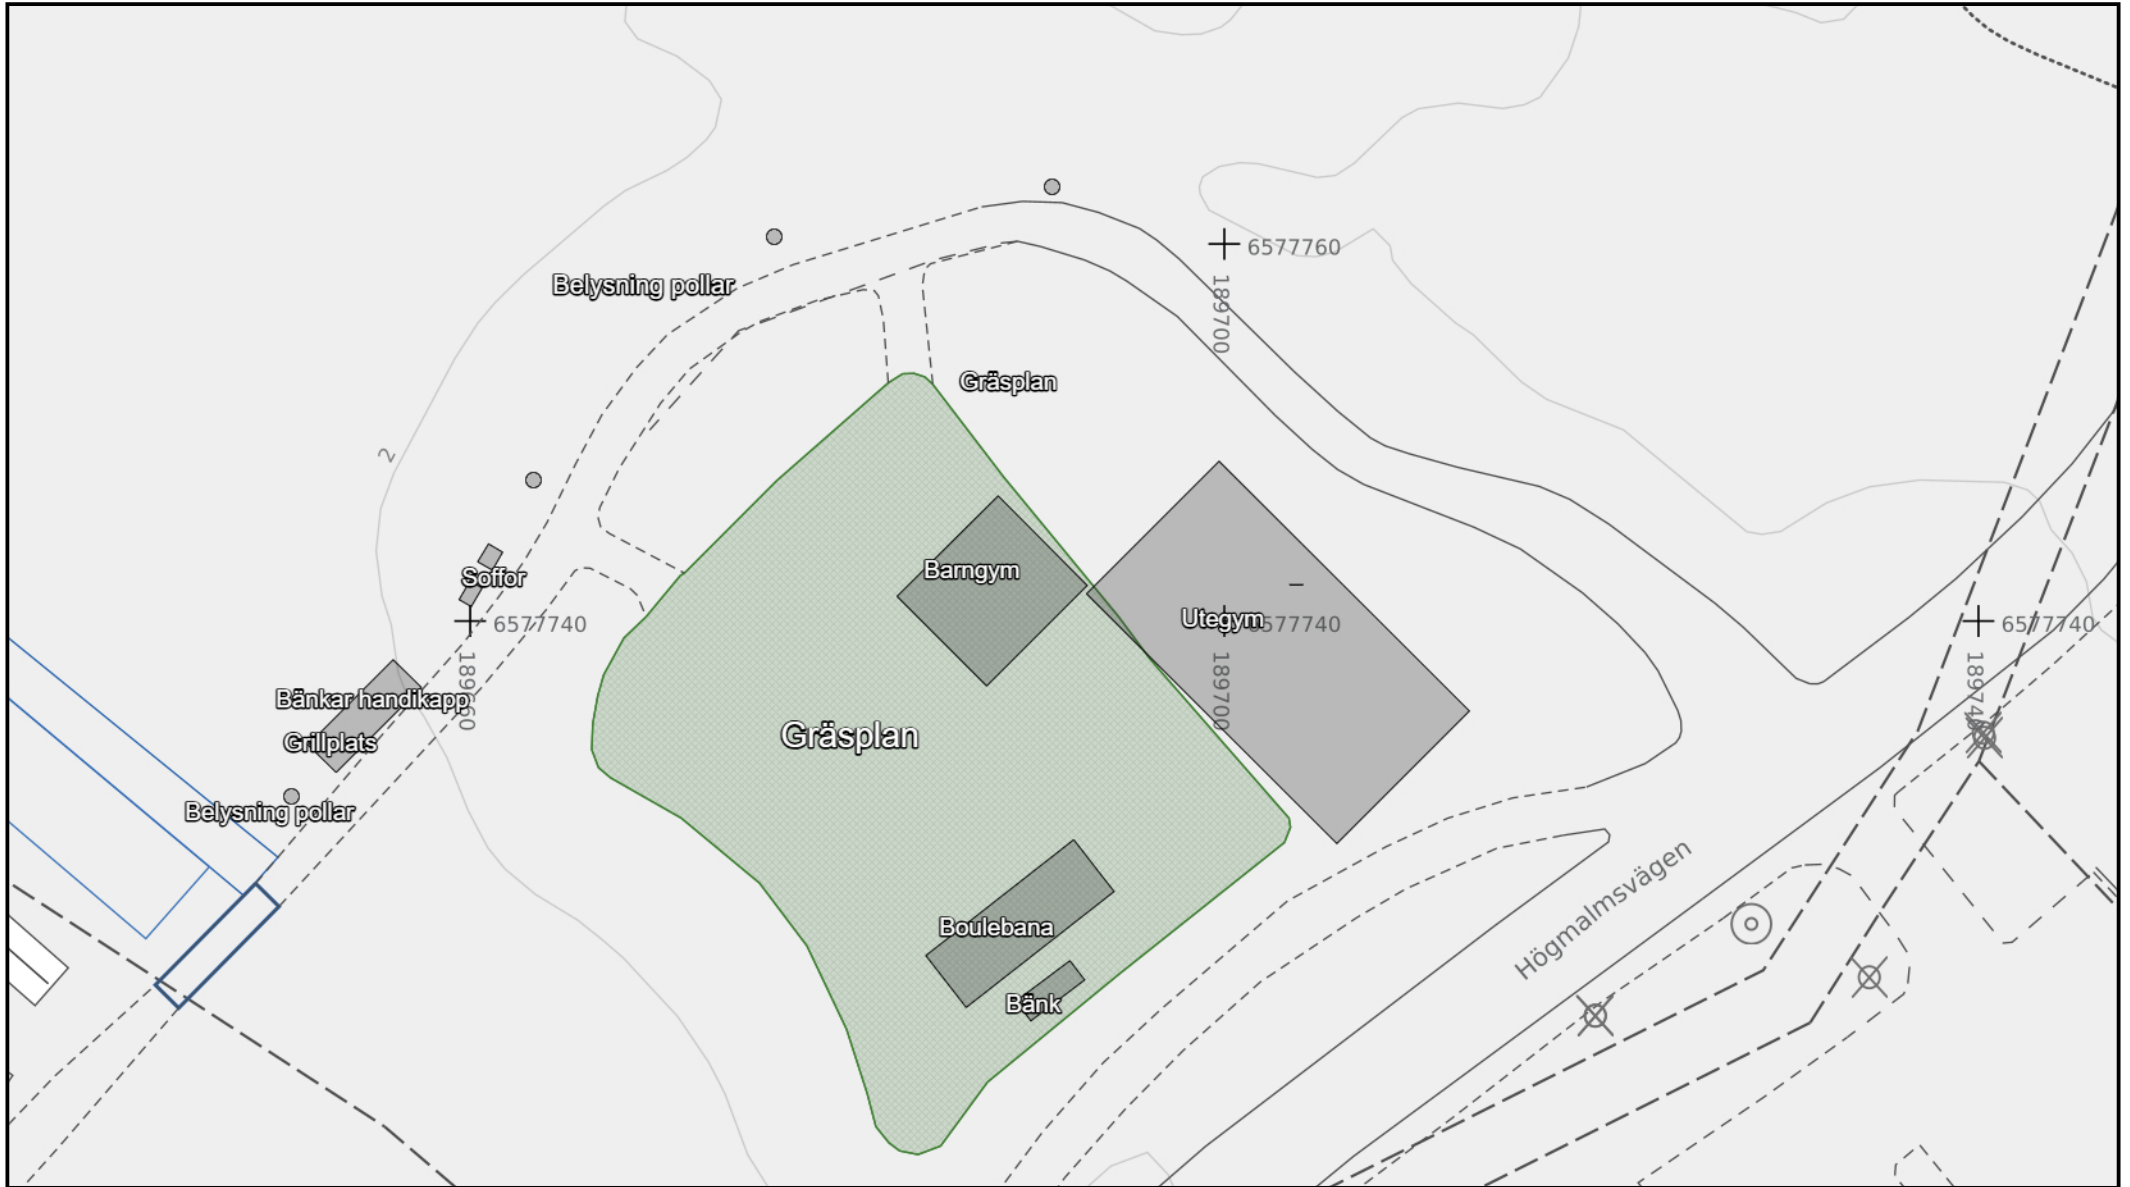 6577760
Belysning pollar
189700
Gräsplan
2
Barngym
Soffor
Utegym
6577740
6577740
6577740
189660
189700
18974
Bänkar handikapp
Grillplats
Gräsplan
Belysning pollar
Högmalmsvägen
Boulebana
Bänk